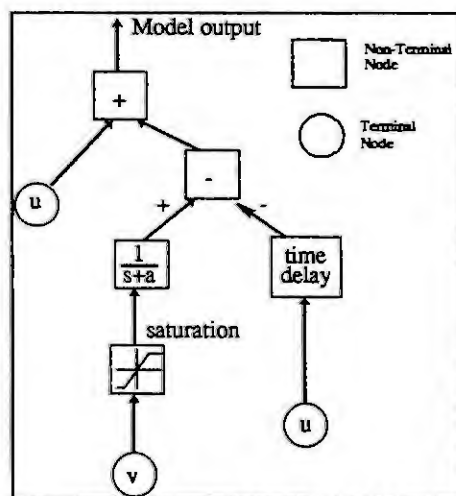 Model output
Non-Terminal
Node
+
Terminal
Node
u
-
+
-
1
s+a
time
delay
saturation
u
v